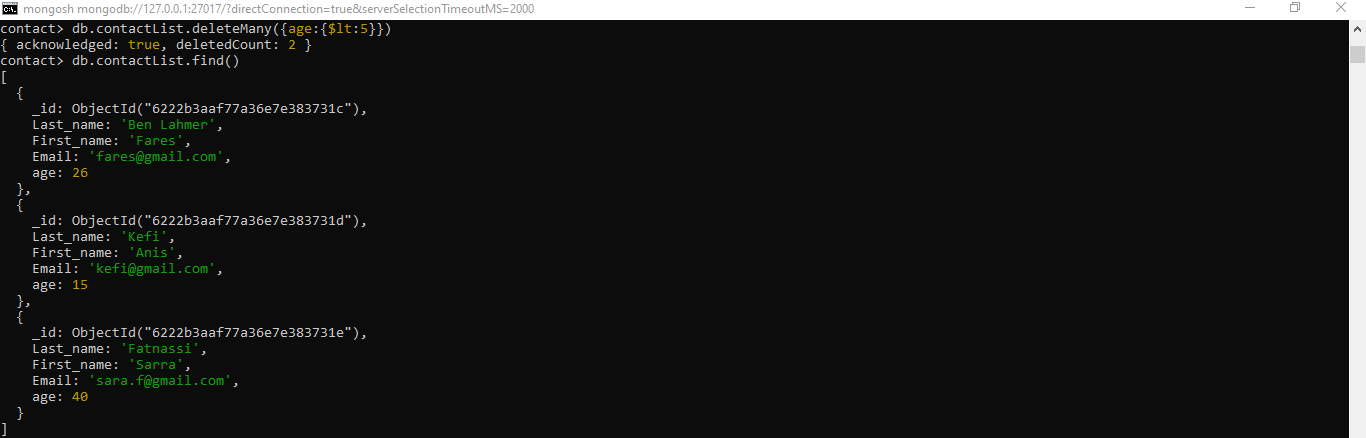 mongosh mongodb://127.0.0.1:27017/?directConnection=true&serverSelectionTimeoutMS=2000
contact> db.contactList.deleteMany({age:{$lt:5}})
{ acknowledged: true, deletedCount: 2 }
contact> db.contactList.find()
[
  {
    _id: ObjectId("6222b3aaf77a36e7e383731c"),
    Last_name: 'Ben Lahmer',
    First_name: 'Fares',
    Email: 'fares@gmail.com',
    age: 26
  },
  {
    _id: ObjectId("6222b3aaf77a36e7e383731d"),
    Last_name: 'Kefi',
    First_name: 'Anis',
    Email: 'kefi@gmail.com',
    age: 15
  },
  {
    _id: ObjectId("6222b3aaf77a36e7e383731e"),
    Last_name: 'Fatnassi',
    First_name: 'Sarra',
    Email: 'sara.f@gmail.com',
    age: 40
  }
]